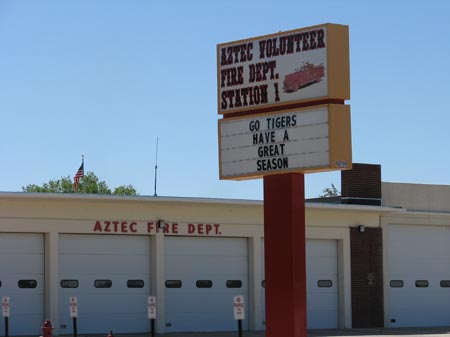 AZTEC VOLUNTEER
FIRE DEPT.
STATION 1
GO TIGERS
HAVE A
GREAT
SEASON
AZTEC FIRE DEPT.